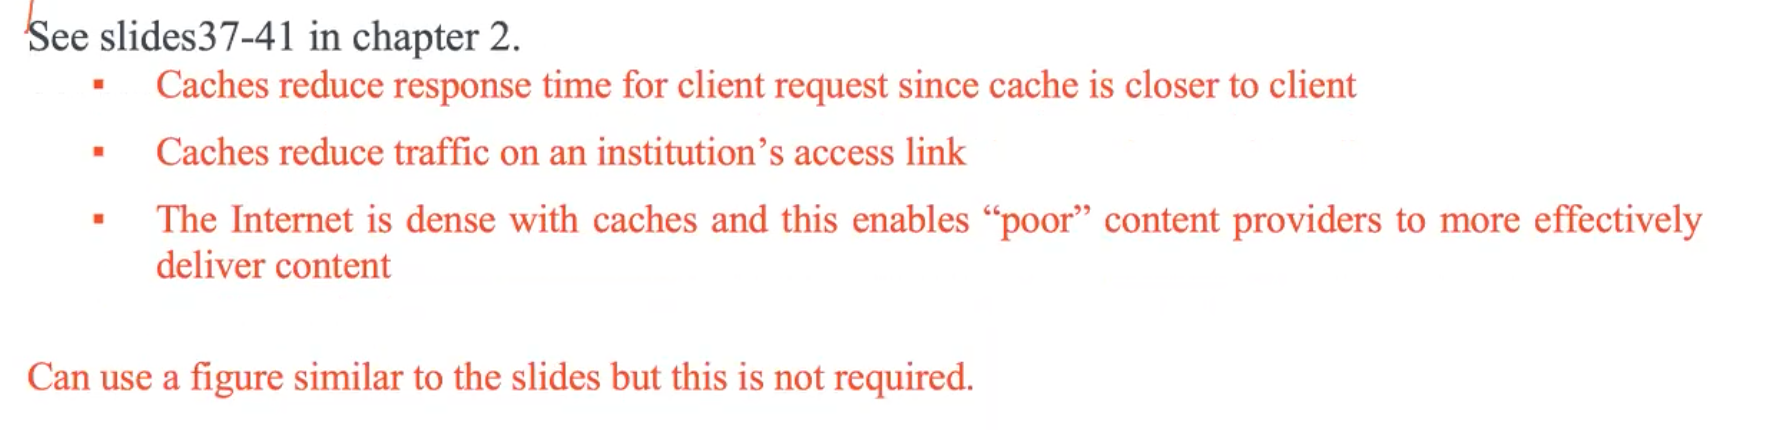 See slides37-41 in chapter 2.
▪ Caches reduce response time for client request since cache is closer to client
▪ Caches reduce traffic on an institution’s access link
▪ The Internet is dense with caches and this enables “poor” content providers to more effectively
deliver content
Can use a figure similar to the slides but this is not required.